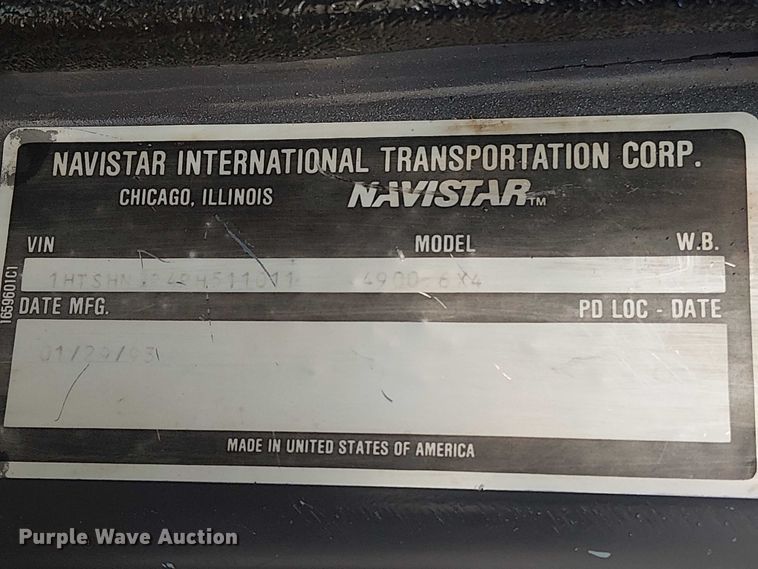 NAVISTAR INTERNATIONAL TRANSPORTATION CORP.
CHICAGO, ILLINOIS NAVISTAR TM
VIN MODEL W.B.
4900 6X4
DATE MFG. PD LOC - DATE
01/29/93
MADE IN UNITED STATES OF AMERICA
1659601C1
Purple Wave Auction